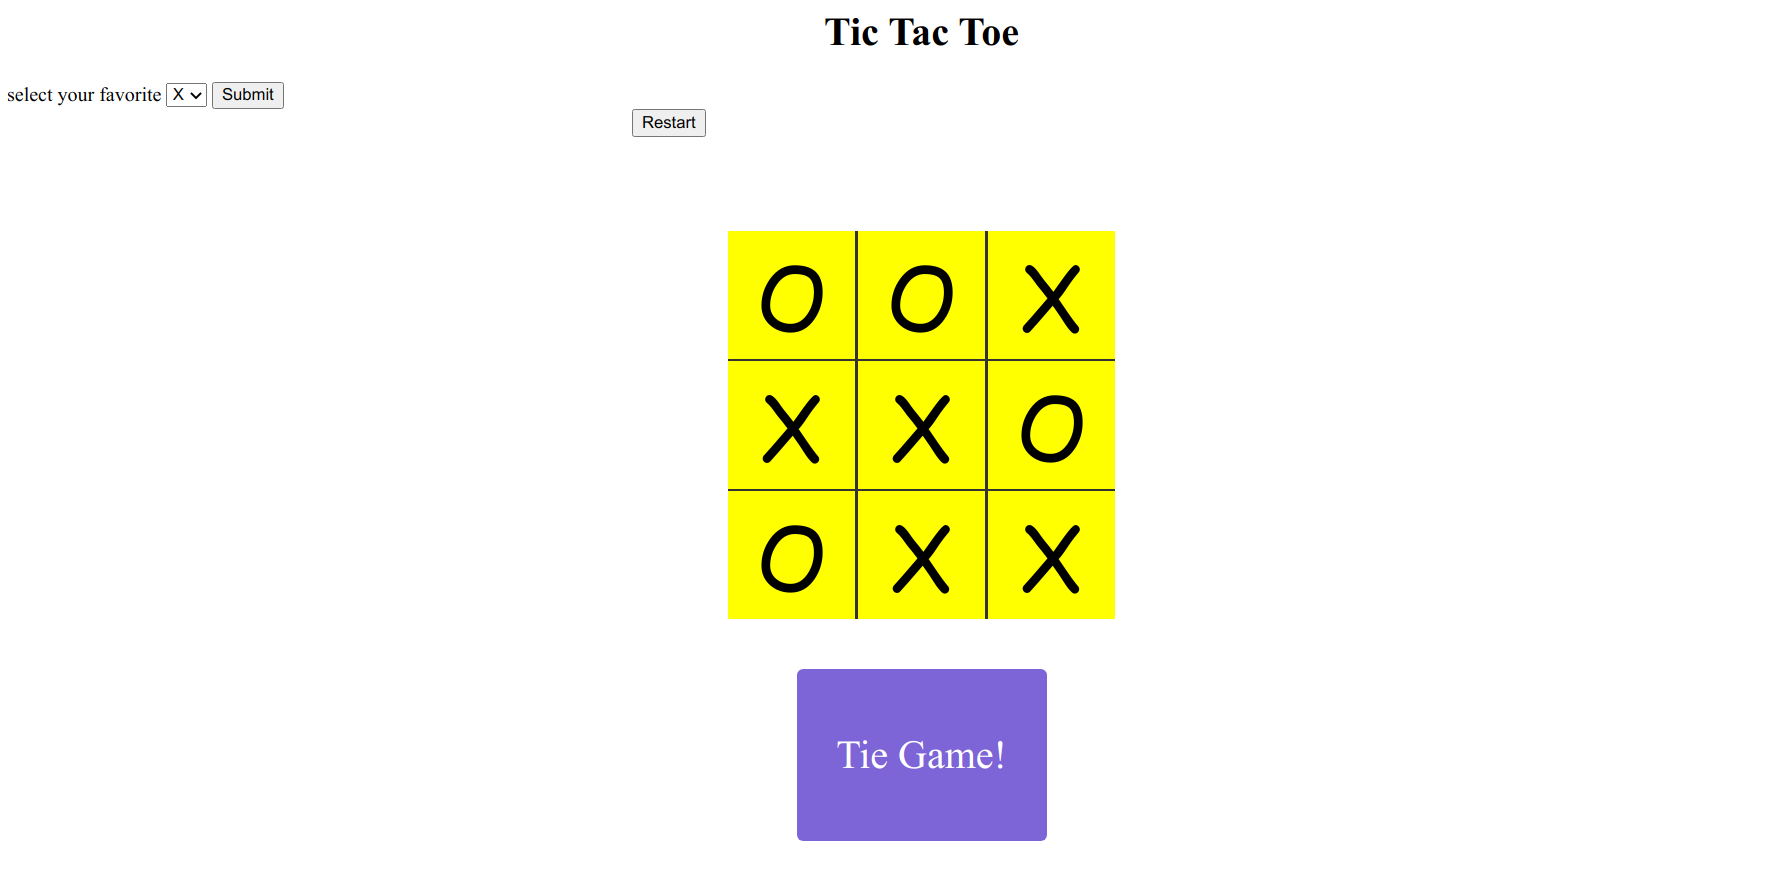 Tic Tac Toe
select your favorite X Submit
Restart
O O X
X X O
O X X
Tie Game!